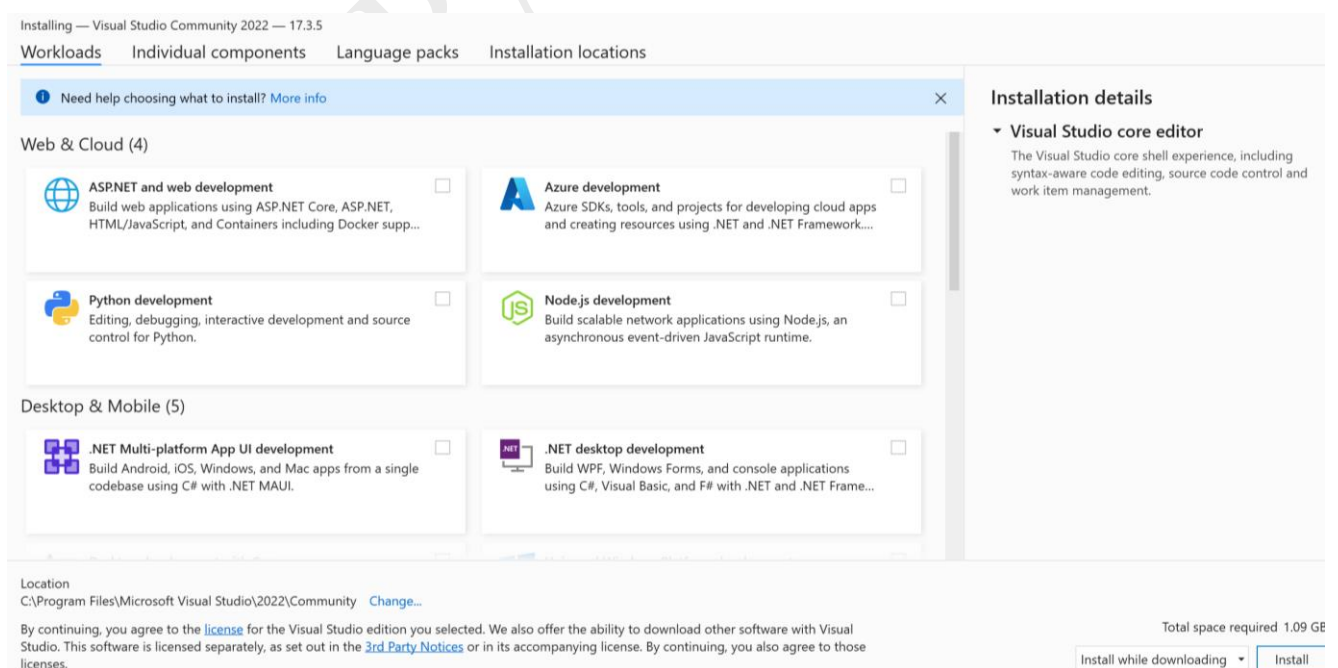 Installing — Visual Studio Community 2022 — 17.3.5
Workloads Individual components Language packs Installation locations
Need help choosing what to install? More info
Web & Cloud (4)
ASP.NET and web development
Build web applications using ASP.NET Core, ASP.NET,
HTML/JavaScript, and Containers including Docker supp...
Azure development
Azure SDKs, tools, and projects for developing cloud apps
and creating resources using .NET and .NET Framework....
Python development
Editing, debugging, interactive development and source
control for Python.
JS
Node.js development
Build scalable network applications using Node.js, an
asynchronous event-driven JavaScript runtime.
Desktop & Mobile (5)
.NET Multi-platform App UI development
Build Android, iOS, Windows, and Mac apps from a single
codebase using C# with .NET MAUI.
.NET
.NET desktop development
Build WPF, Windows Forms, and console applications
using C#, Visual Basic, and F# with .NET and .NET Frame...
Installation details
Visual Studio core editor
The Visual Studio core shell experience, including
syntax-aware code editing, source code control and
work item management.
Location
C:\Program Files\Microsoft Visual Studio\2022\Community Change...
By continuing, you agree to the license for the Visual Studio edition you selected. We also offer the ability to download other software with Visual
Studio. This software is licensed separately, as set out in the 3rd Party Notices or in its accompanying license. By continuing, you also agree to those
licenses.
Total space required 1.09 GB
Install while downloading Install